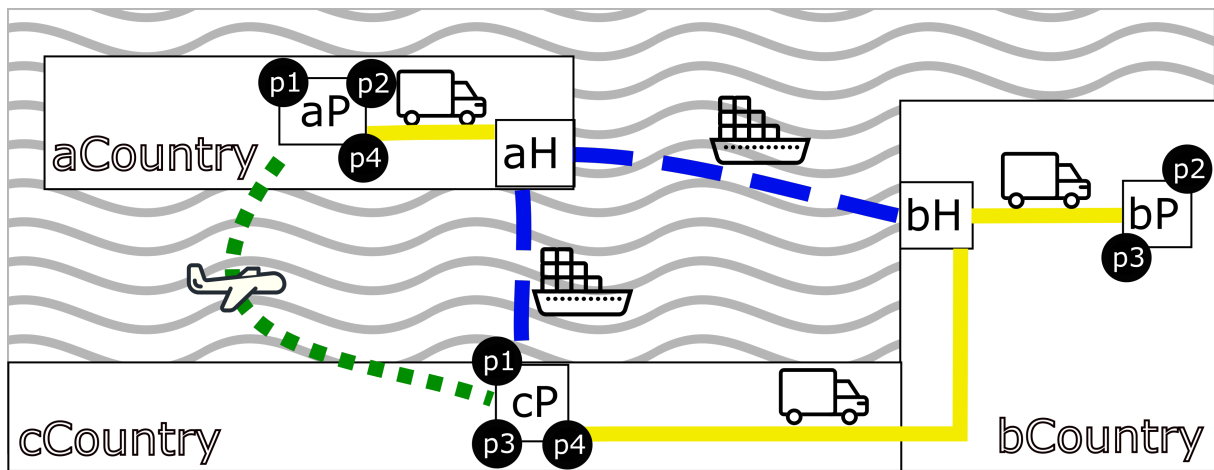 p1
p2
aP
aCountry
p4
aH
p2
bH
bP
p3
p1
cP
cCountry
p3
p4
bCountry